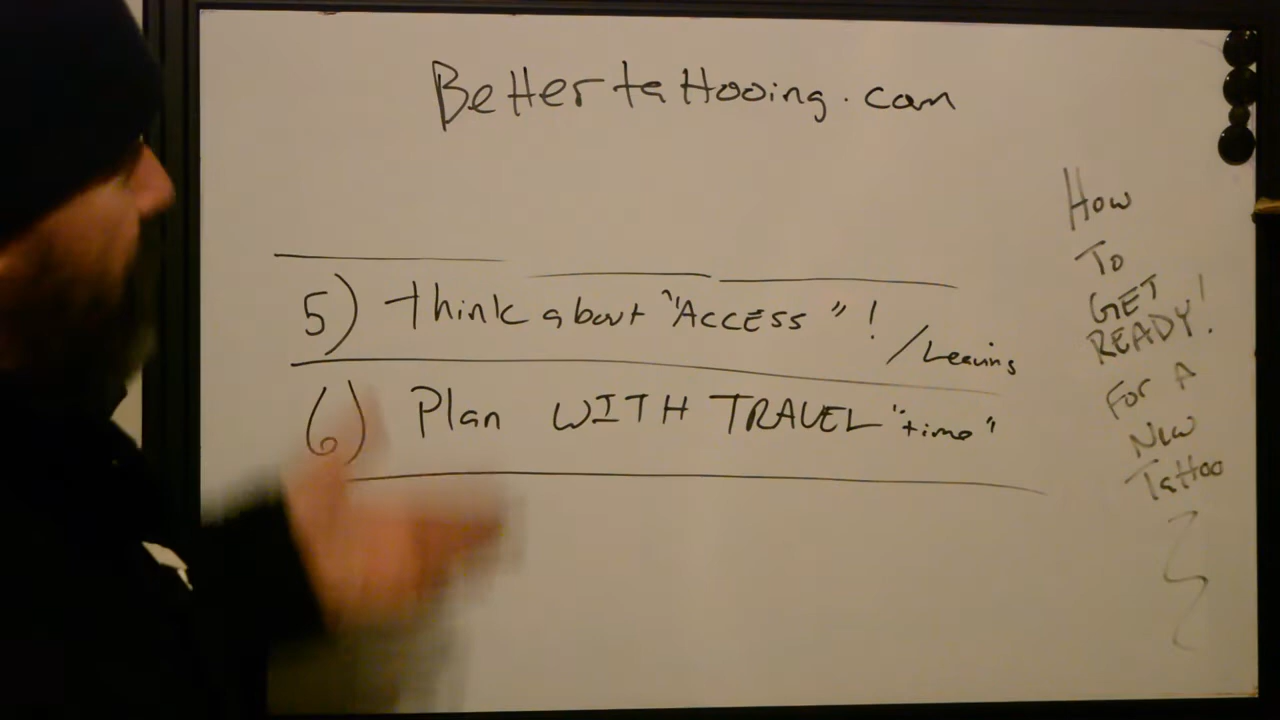 Bettertattooing.com
5) think about "ACCESS"! /Leaving
6) Plan WITH TRAVEL "time"
How
To
GET
READY!
FOR A
New
Tattoo